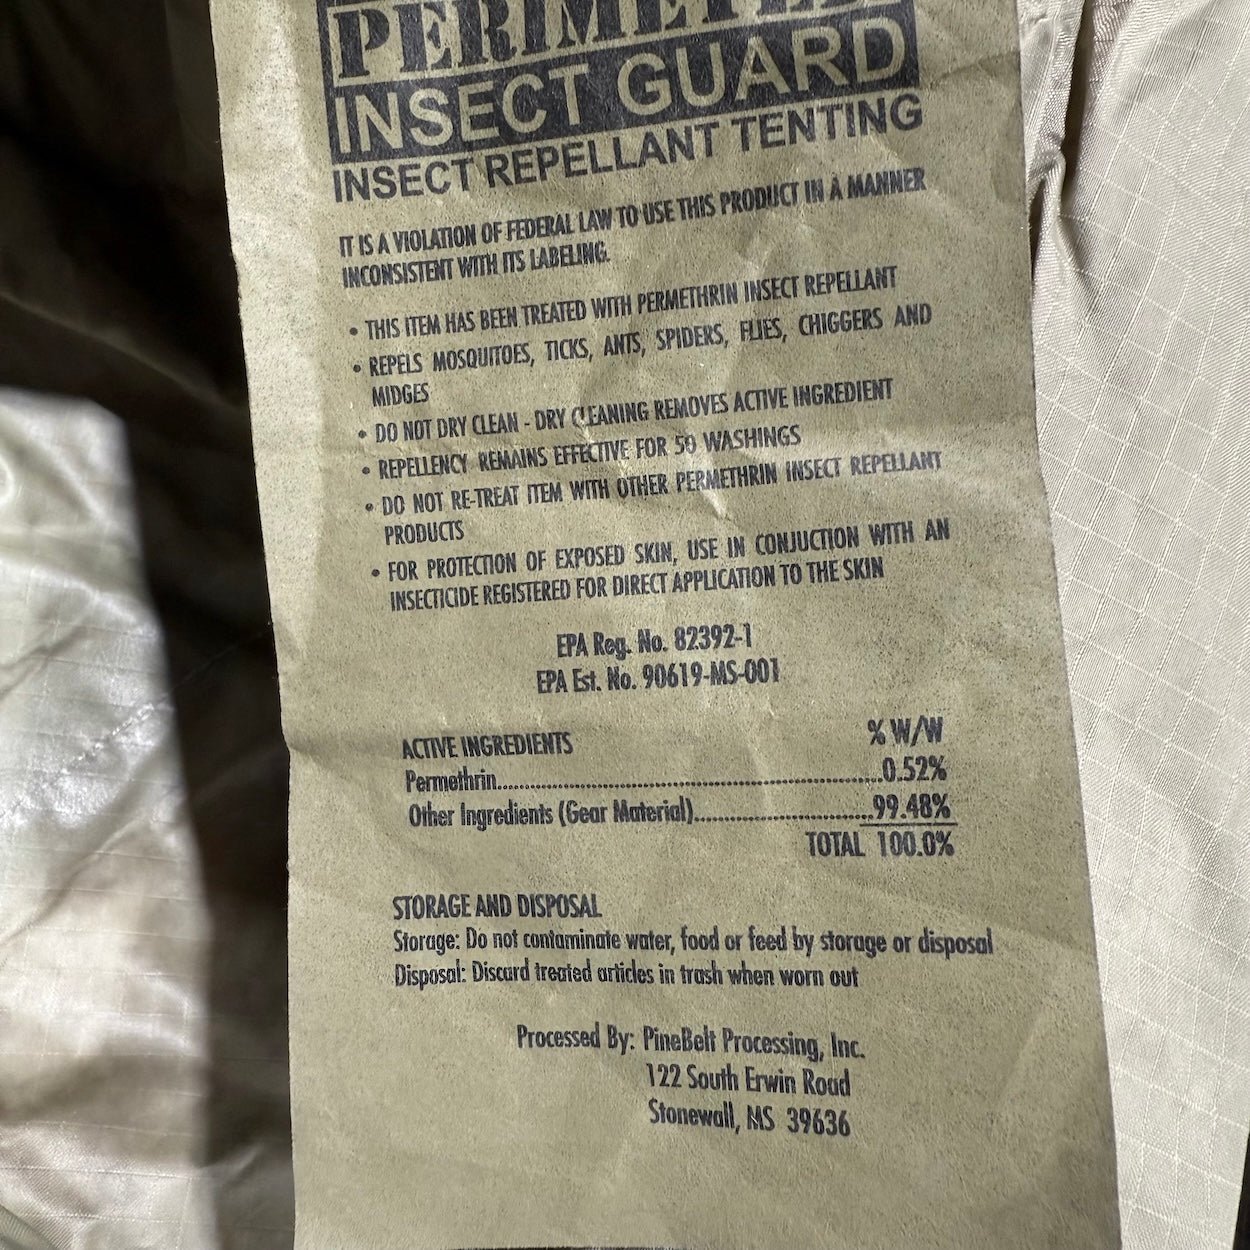 PERIMETER
INSECT GUARD
INSECT REPELLANT TENTING
IT IS A VIOLATION OF FEDERAL LAW TO USE THIS PRODUCT IN A MANNER
INCONSISTENT WITH ITS LABELING.
• THIS ITEM HAS BEEN TREATED WITH PERMETHRIN INSECT REPELLANT
• REPELS MOSQUITOES, TICKS, ANTS, SPIDERS, FLIES, CHIGGERS AND
MIDGES
• DO NOT DRY CLEAN - DRY CLEANING REMOVES ACTIVE INGREDIENT
• REPELLENCY REMAINS EFFECTIVE FOR 50 WASHINGS
• DO NOT RE-TREAT ITEM WITH OTHER PERMETHRIN INSECT REPELLANT
PRODUCTS
• FOR PROTECTION OF EXPOSED SKIN, USE IN CONJUCTION WITH AN
INSECTICIDE REGISTERED FOR DIRECT APPLICATION TO THE SKIN
EPA Reg. No. 82392-1
EPA Est. No. 90619-MS-001
ACTIVE INGREDIENTS % W/W
Permethrin..........0.52%
Other Ingredients (Gear Material)..........99.48%
TOTAL 100.0%
STORAGE AND DISPOSAL
Storage: Do not contaminate water, food or feed by storage or disposal
Disposal: Discard treated articles in trash when worn out
Processed By: PineBelt Processing, Inc.
122 South Erwin Road
Stonewall, MS 39636